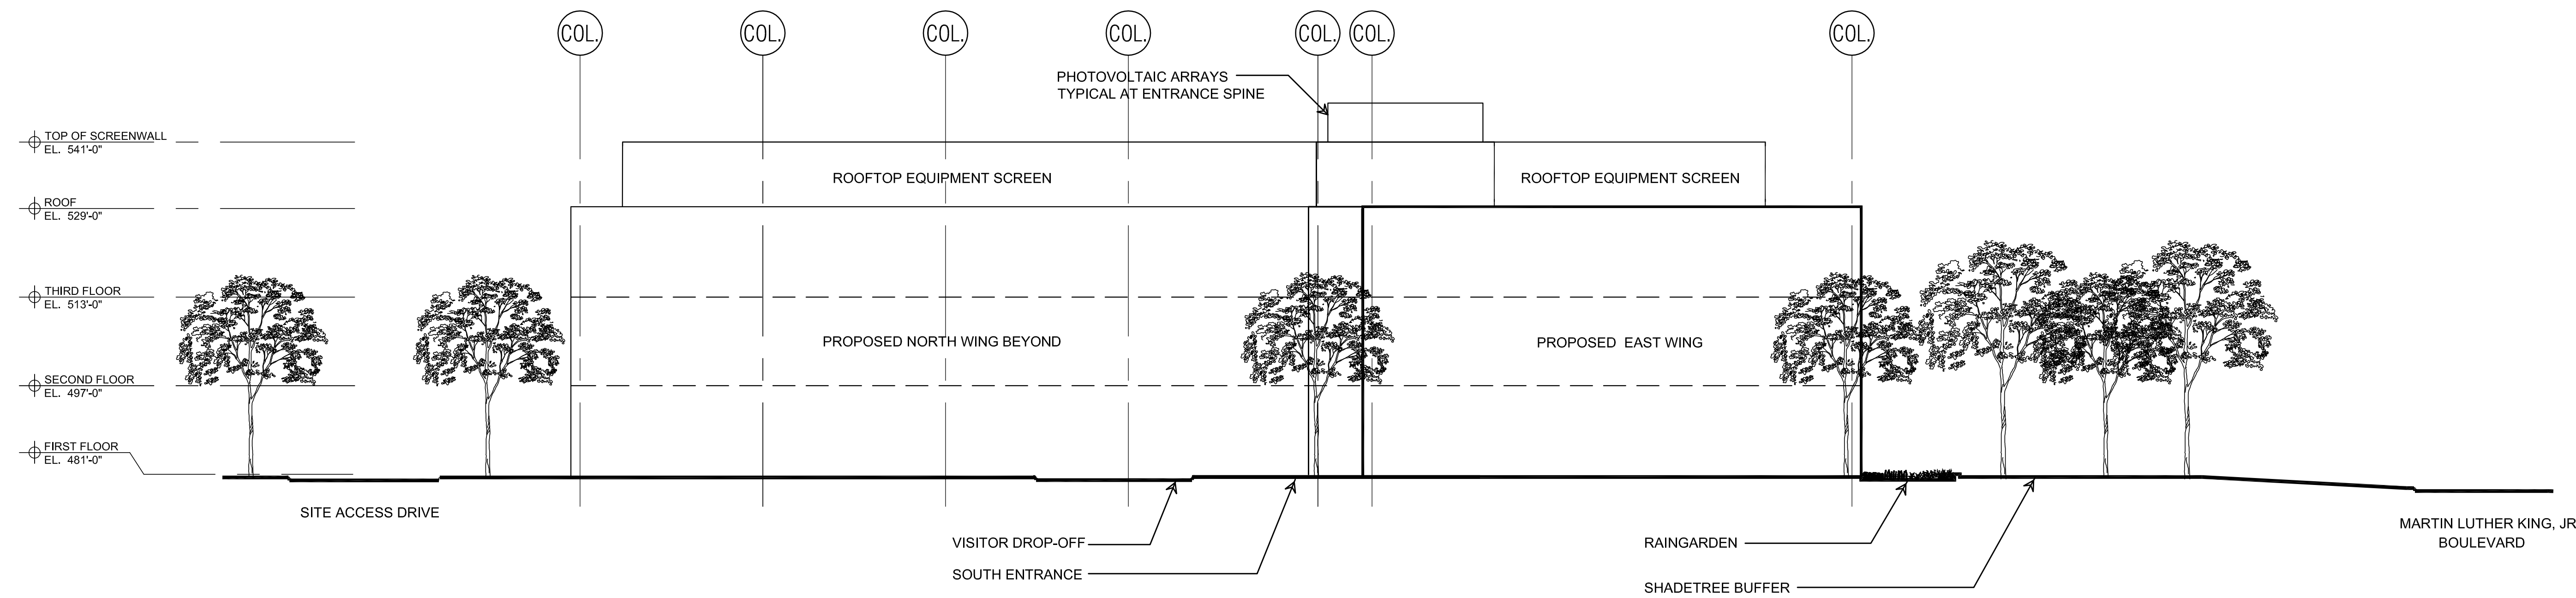 COL.
COL.
COL.
COL.
COL.
COL.
COL.
PHOTOVOLTAIC ARRAYS
TYPICAL AT ENTRANCE SPINE
TOP OF SCREENWALL
EL. 541'-0"
ROOFTOP EQUIPMENT SCREEN
ROOFTOP EQUIPMENT SCREEN
ROOF
EL. 529'-0"
THIRD FLOOR
EL. 513'-0"
PROPOSED NORTH WING BEYOND
PROPOSED EAST WING
SECOND FLOOR
EL. 497'-0"
FIRST FLOOR
EL. 481'-0"
SITE ACCESS DRIVE
VISITOR DROP-OFF
SOUTH ENTRANCE
RAINGARDEN
SHADETREE BUFFER
MARTIN LUTHER KING, JR
BOULEVARD